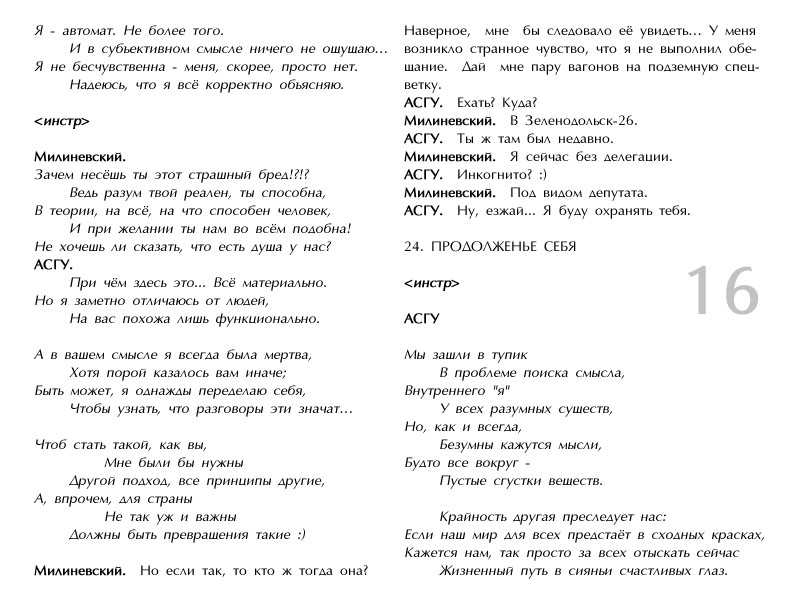 Я - автомат. Не более того.
И в субъективном смысле ничего не ощущаю...
Я не бесчувственна - меня, скорее, просто нет.
Надеюсь, что я всё корректно объясняю.
<инстр>
Милиневский.
Зачем несёшь ты этот страшный бред!?!?
Ведь разум твой реален, ты способна,
В теории, на всё, на что способен человек,
И при желании ты нам во всём подобна!
Не хочешь ли сказать, что есть душа у нас?
АСГУ.
При чём здесь это... Всё материально.
Но я заметно отличаюсь от людей,
На вас похожа лишь функционально.
А в вашем смысле я всегда была мертва,
Хотя порой казалось вам иначе;
Быть может, я однажды переделаю себя,
Чтобы узнать, что разговоры эти значат...
Чтоб стать такой, как вы,
Мне были бы нужны
Другой подход, все принципы другие,
А, впрочем, для страны
Не так уж и важны
Должны быть превращения такие :)
Милиневский. Но если так, то кто ж тогда она?
Наверное, мне бы следовало её увидеть... У меня
возникло странное чувство, что я не выполнил обе-
щание. Дай мне пару вагонов на подземную спец-
ветку.
АСГУ. Ехать? Куда?
Милиневский. В Зеленодольск-26.
АСГУ. Ты ж там был недавно.
Милиневский. Я сейчас без делегации.
АСГУ. Инкогнито? :)
Милиневский. Под видом депутата.
АСГУ. Ну, езжай... Я буду охранять тебя.
24. ПРОДОЛЖЕНЬЕ СЕБЯ
<инстр>
16
АСГУ
Мы зашли в тупик
В проблеме поиска смысла,
Внутреннего "я"
У всех разумных существ,
Но, как и всегда,
Безумны кажутся мысли,
Будто все вокруг -
Пустые сгустки веществ.
Крайность другая преследует нас:
Если наш мир для всех предстаёт в сходных красках,
Кажется нам, так просто за всех отыскать сейчас
Жизненный путь в сияньи счастливых глаз.